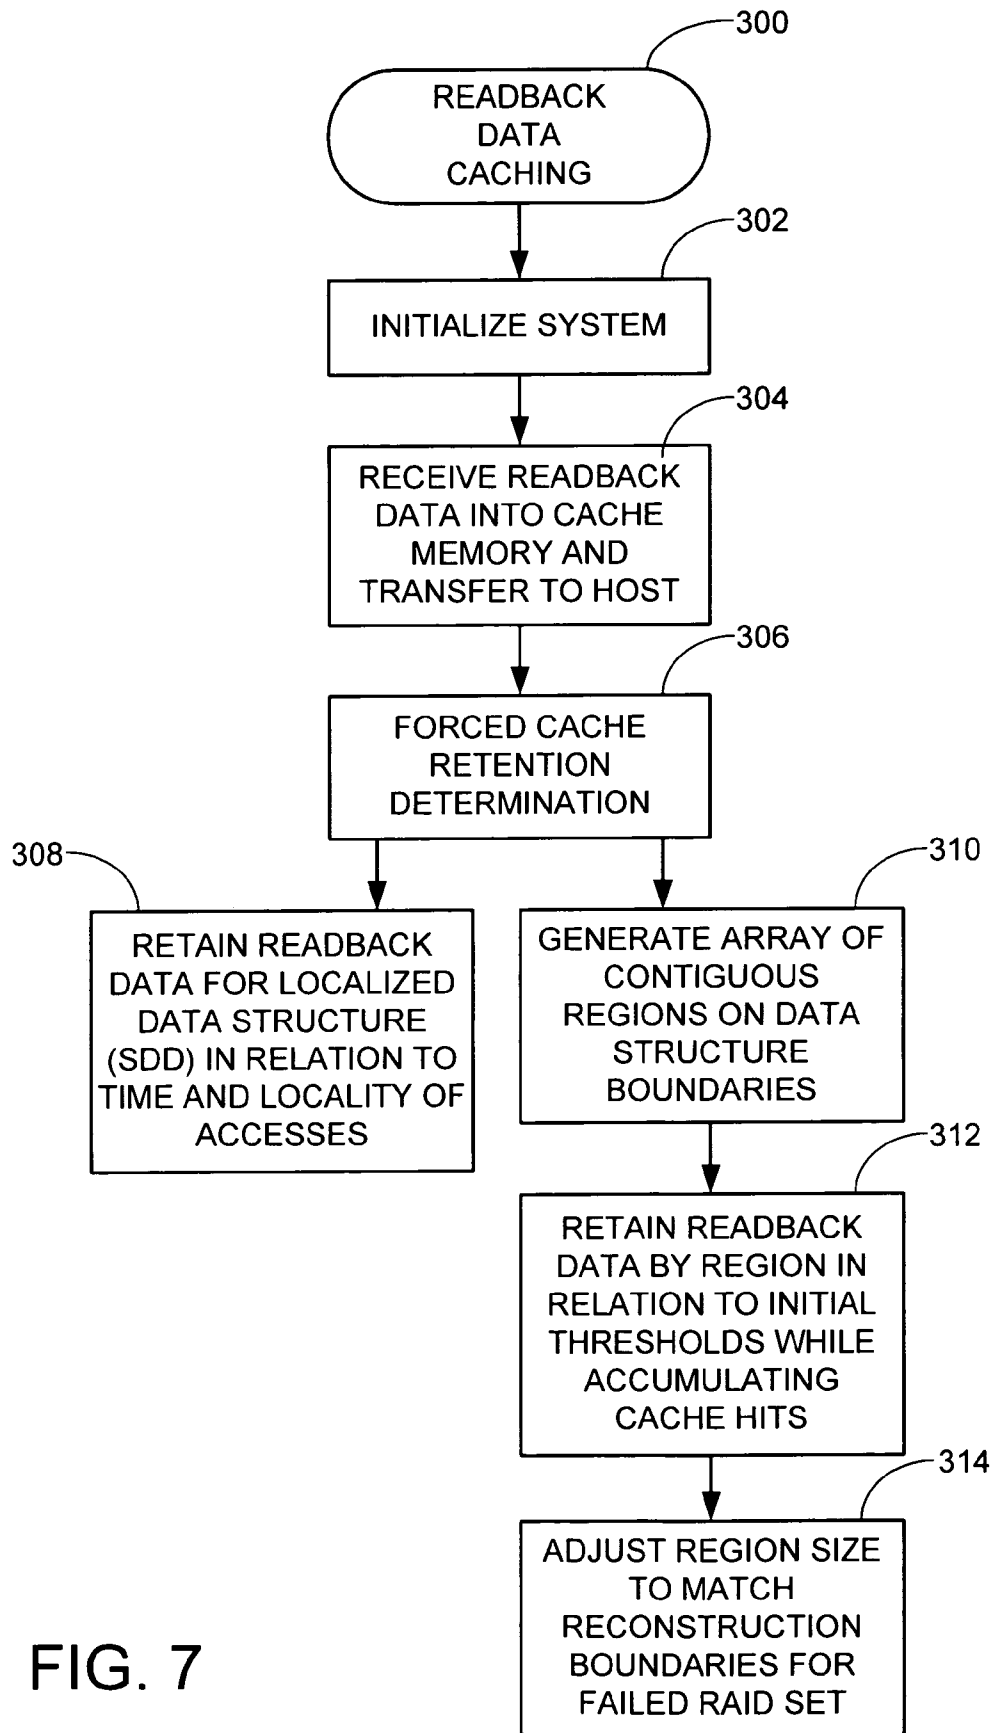 300
READBACK
DATA
CACHING
302
INITIALIZE SYSTEM
304
RECEIVE READBACK
DATA INTO CACHE
MEMORY AND
TRANSFER TO HOST
306
FORCED CACHE
RETENTION
DETERMINATION
308
RETAIN READBACK
DATA FOR LOCALIZED
DATA STRUCTURE
(SDD) IN RELATION TO
TIME AND LOCALITY OF
ACCESSES
310
GENERATE ARRAY OF
CONTIGUOUS
REGIONS ON DATA
STRUCTURE
BOUNDARIES
312
RETAIN READBACK
DATA BY REGION IN
RELATION TO INITIAL
THRESHOLDS WHILE
ACCUMULATING
CACHE HITS
314
ADJUST REGION SIZE
TO MATCH
RECONSTRUCTION
BOUNDARIES FOR
FAILED RAID SET
FIG. 7